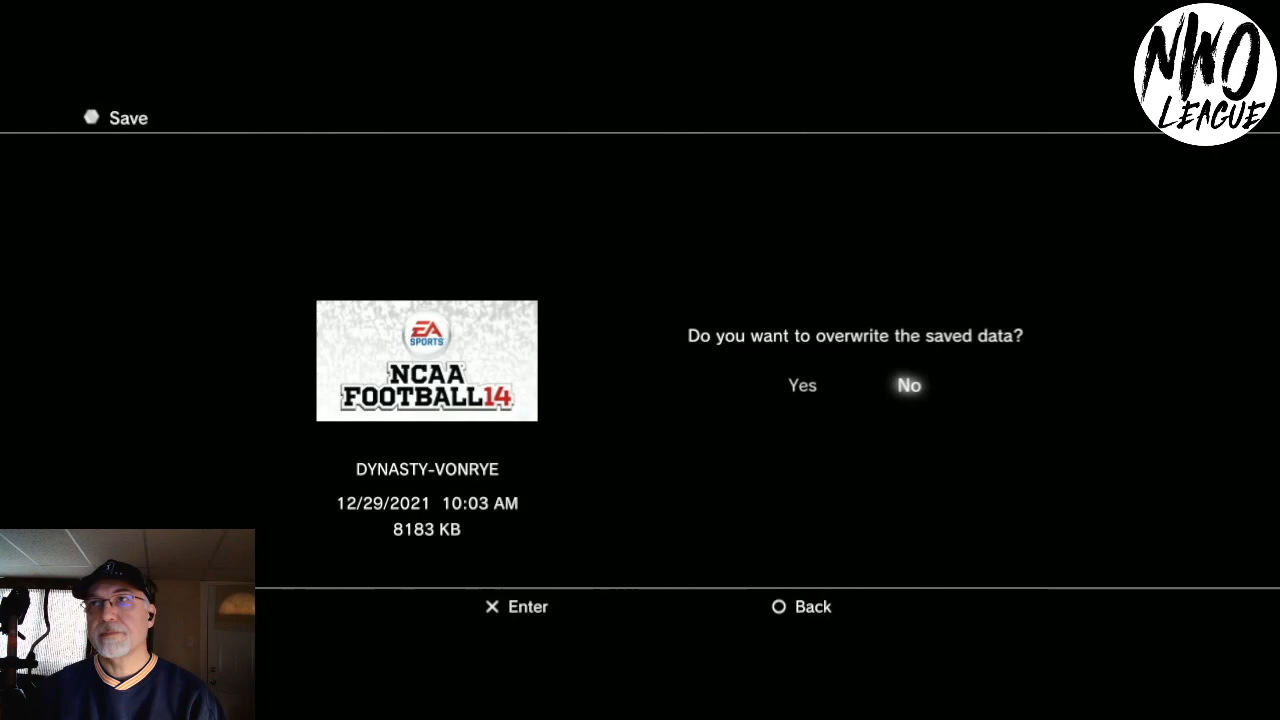 NWO
LEAGUE
Save
EA
SPORTS
NCAA
FOOTBALL14
Do you want to overwrite the saved data?
Yes No
DYNASTY-VONRYE
12/29/2021 10:03 AM
8183 KB
Enter Back